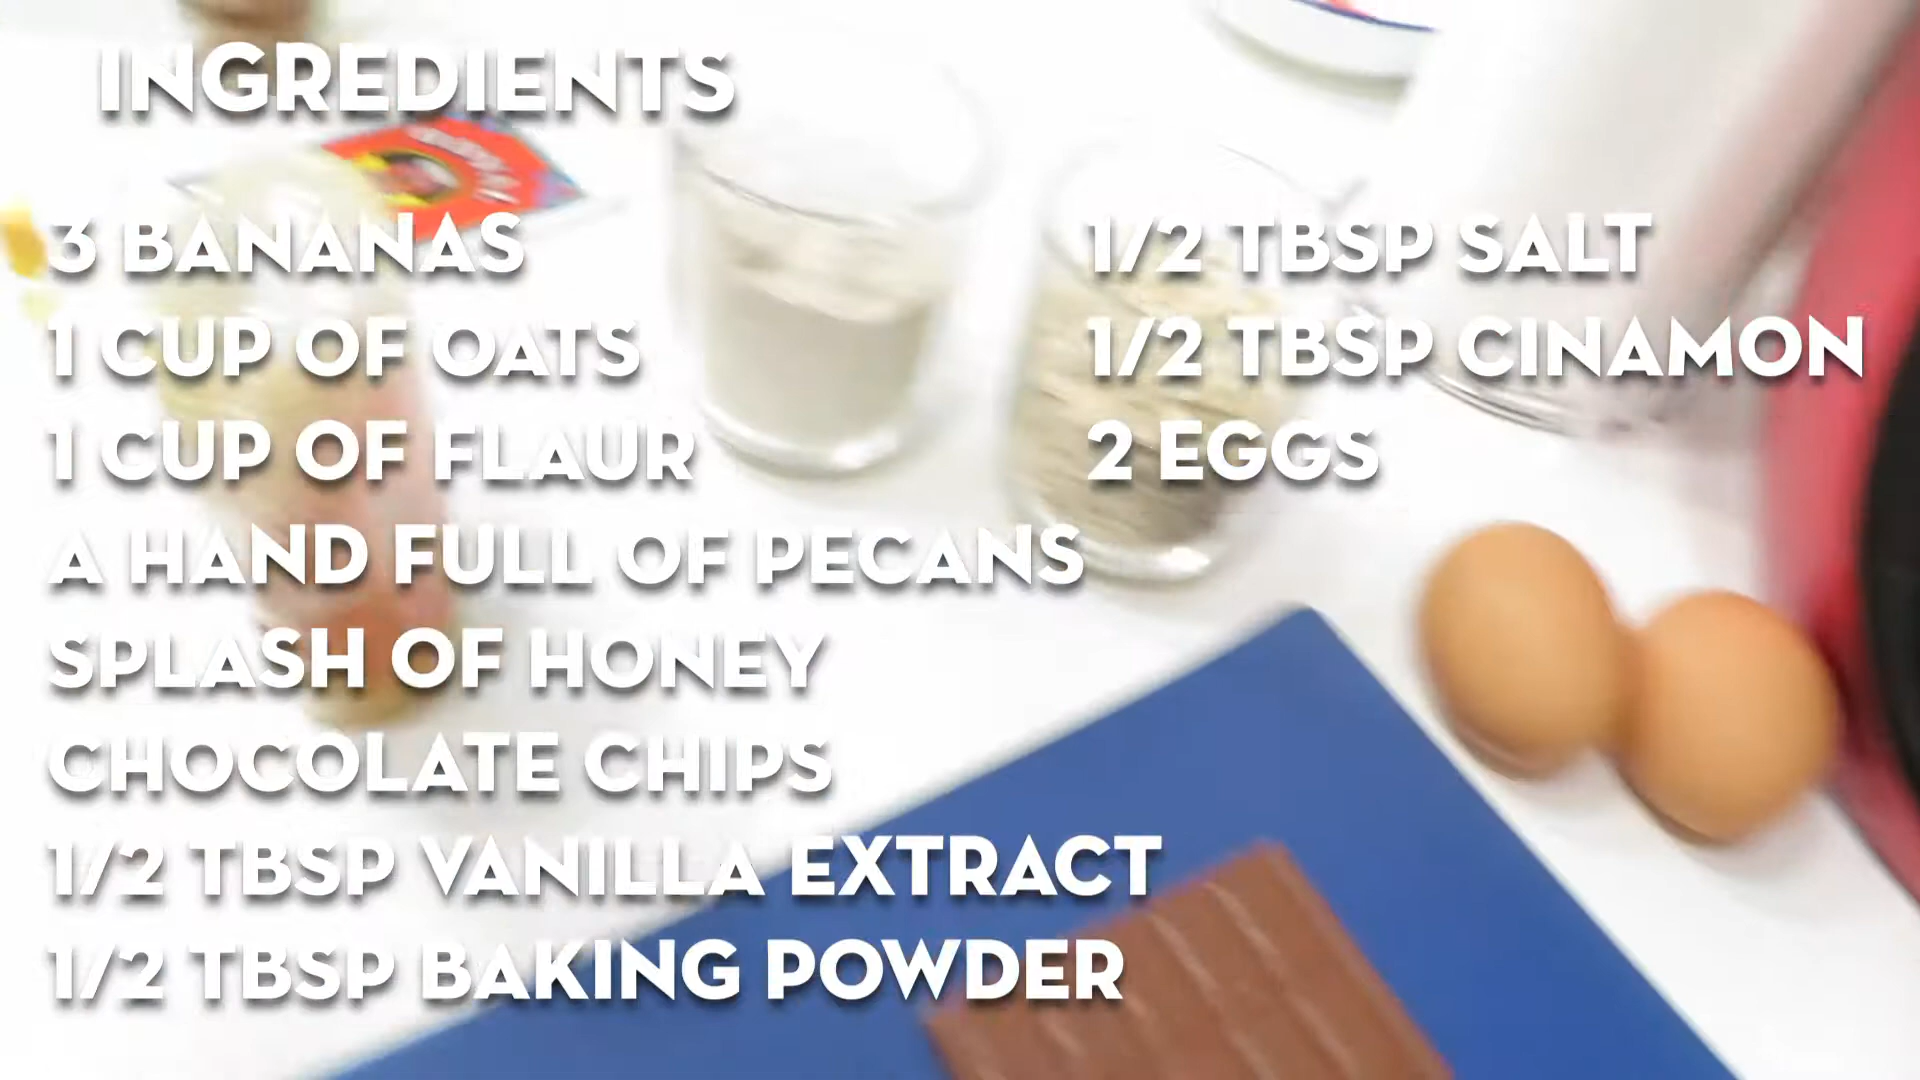 INGREDIENTS
3 BANANAS
1 CUP OF OATS
1 CUP OF FLAUR
A HAND FULL OF PECANS
SPLASH OF HONEY
CHOCOLATE CHIPS
1/2 TBSP VANILLA EXTRACT
1/2 TBSP BAKING POWDER
1/2 TBSP SALT
1/2 TBSP CINAMON
2 EGGS